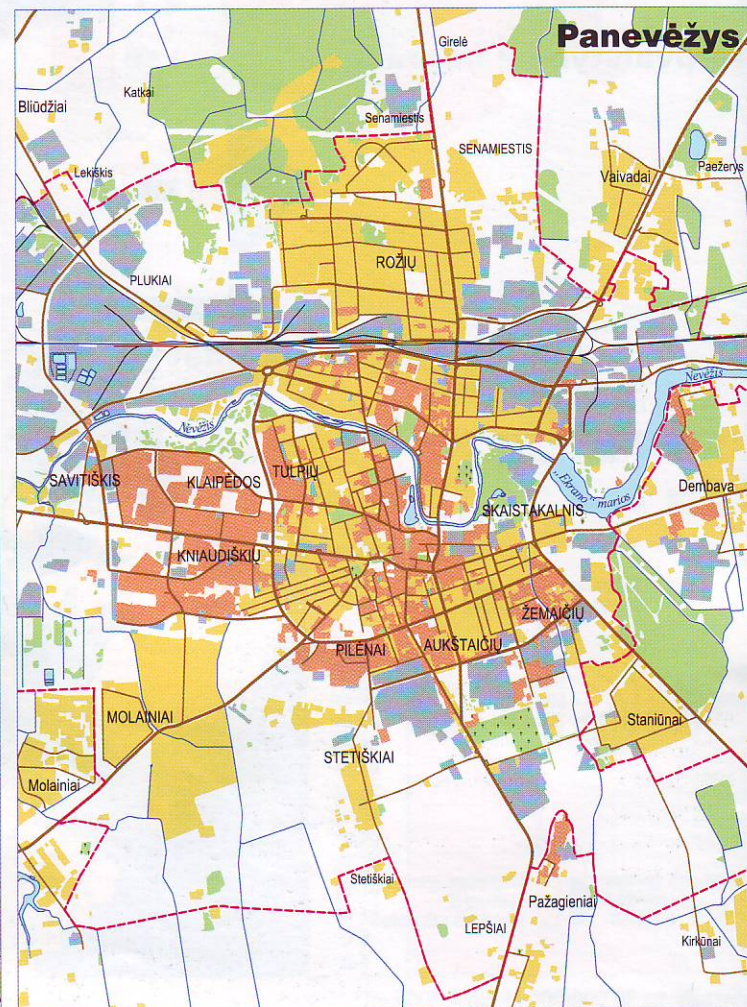 Panevėžys
Girelė
Katkai
Bliūdžiai
Senamiestis
SENAMIESTIS
Lekiškis
Vaivadai
Paežerys
ROŽIŲ
PLUKIAI
Nevėžis
Nevėžis
SAVITIŠKIS
KLAIPĖDOS
TULPIŲ
"Ekrano" marios
Dembava
SKAISTAKALNIS
KNIAUDIŠKIŲ
ŽEMAIČIŲ
PILĖNAI
AUKŠTAIČIŲ
MOLAINIAI
Staniūnai
STETIŠKIAI
Molainiai
Stetiškiai
Pažagieniai
LEPŠIAI
Kirkūnai